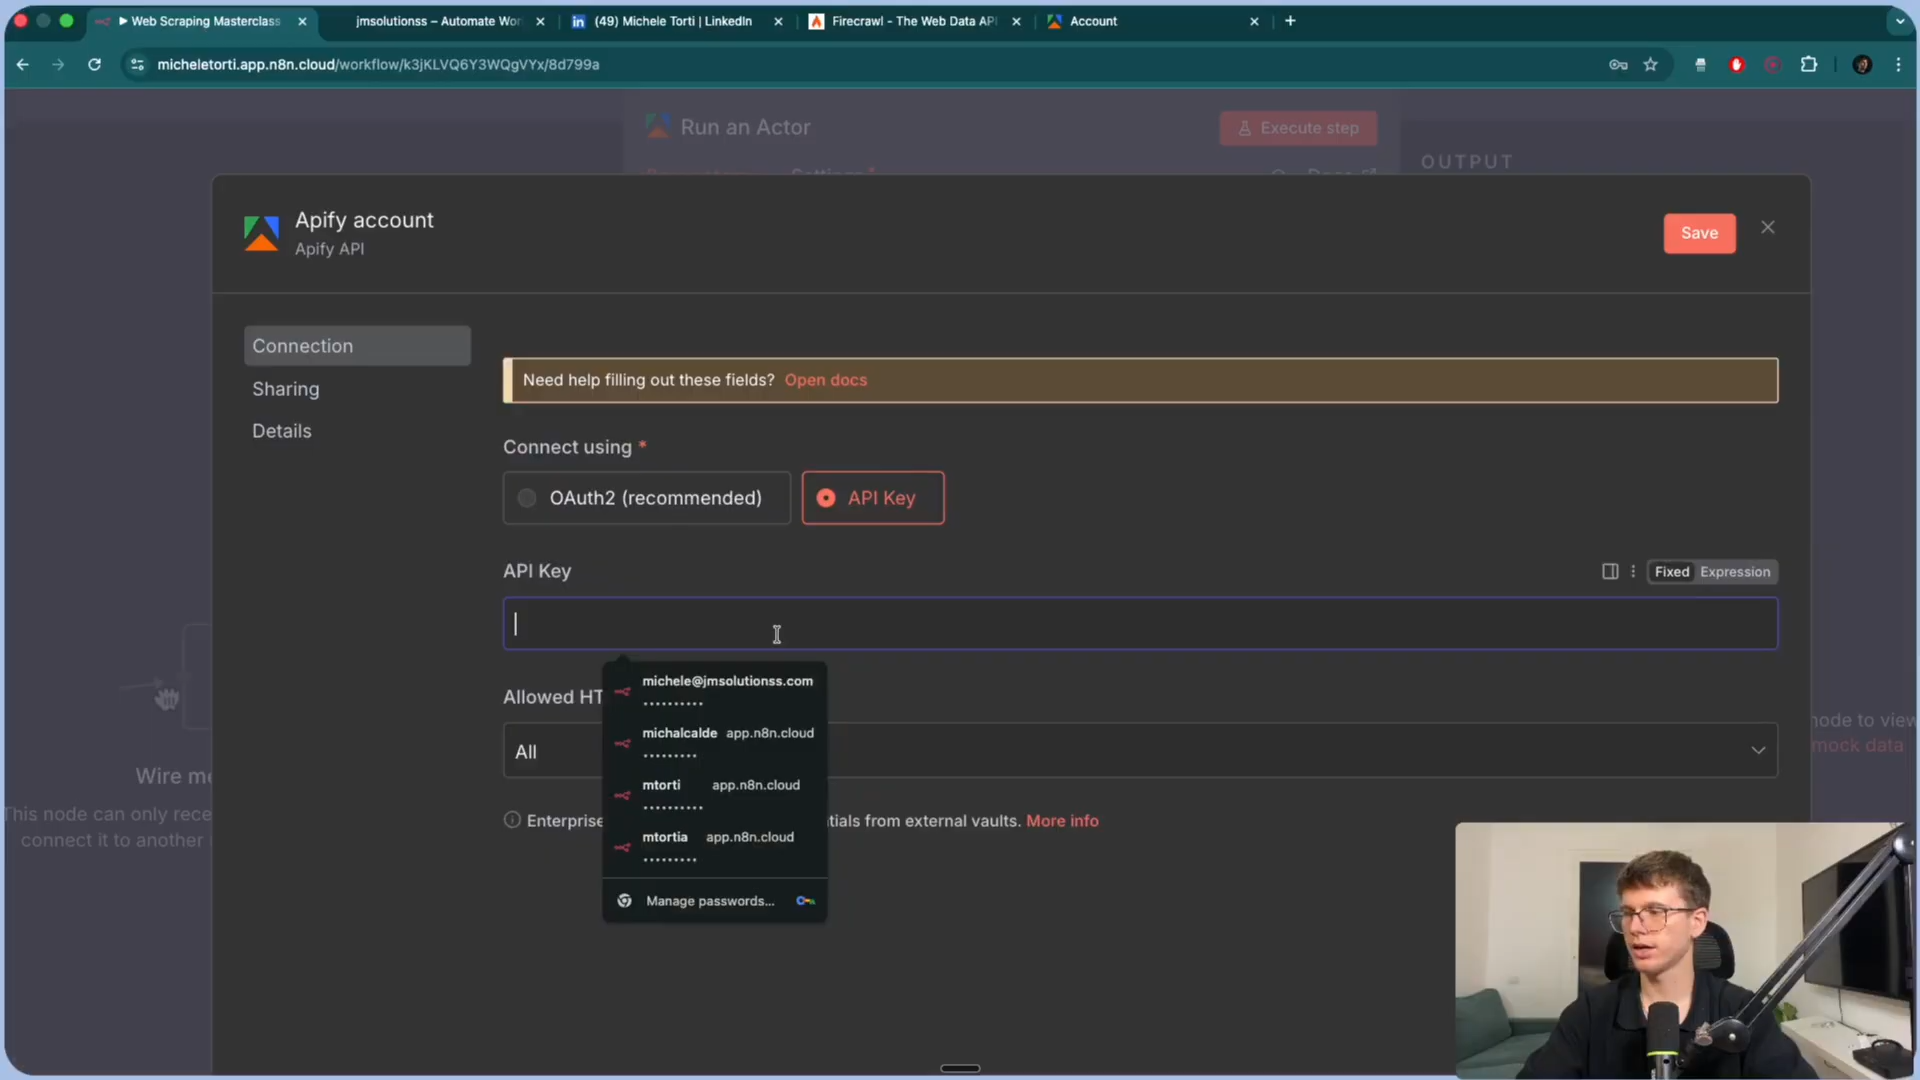 Web Scraping Masterclass
jmsolutionss – Automate Wor
(49) Michele Torti | LinkedIn
Firecrawl - The Web Data API
Account
micheletorti.app.n8n.cloud/workflow/k3jKLVQ6Y3WQgVYx/8d799a
Run an Actor
Execute step
OUTPUT
Settings
Docs
Apify account
Apify API
Save
Connection
Sharing
Details
Need help filling out these fields? Open docs
Connect using *
OAuth2 (recommended)
API Key
API Key
Fixed
Expression
michele@jmsolutionss.com
michalcalde app.n8n.cloud
mtorti app.n8n.cloud
mtortia app.n8n.cloud
Manage passwords...
Allowed HT
All
Enterprise
tials from external vaults. More info
Wire me
This node can only rece
connect it to another
node to view
mock data